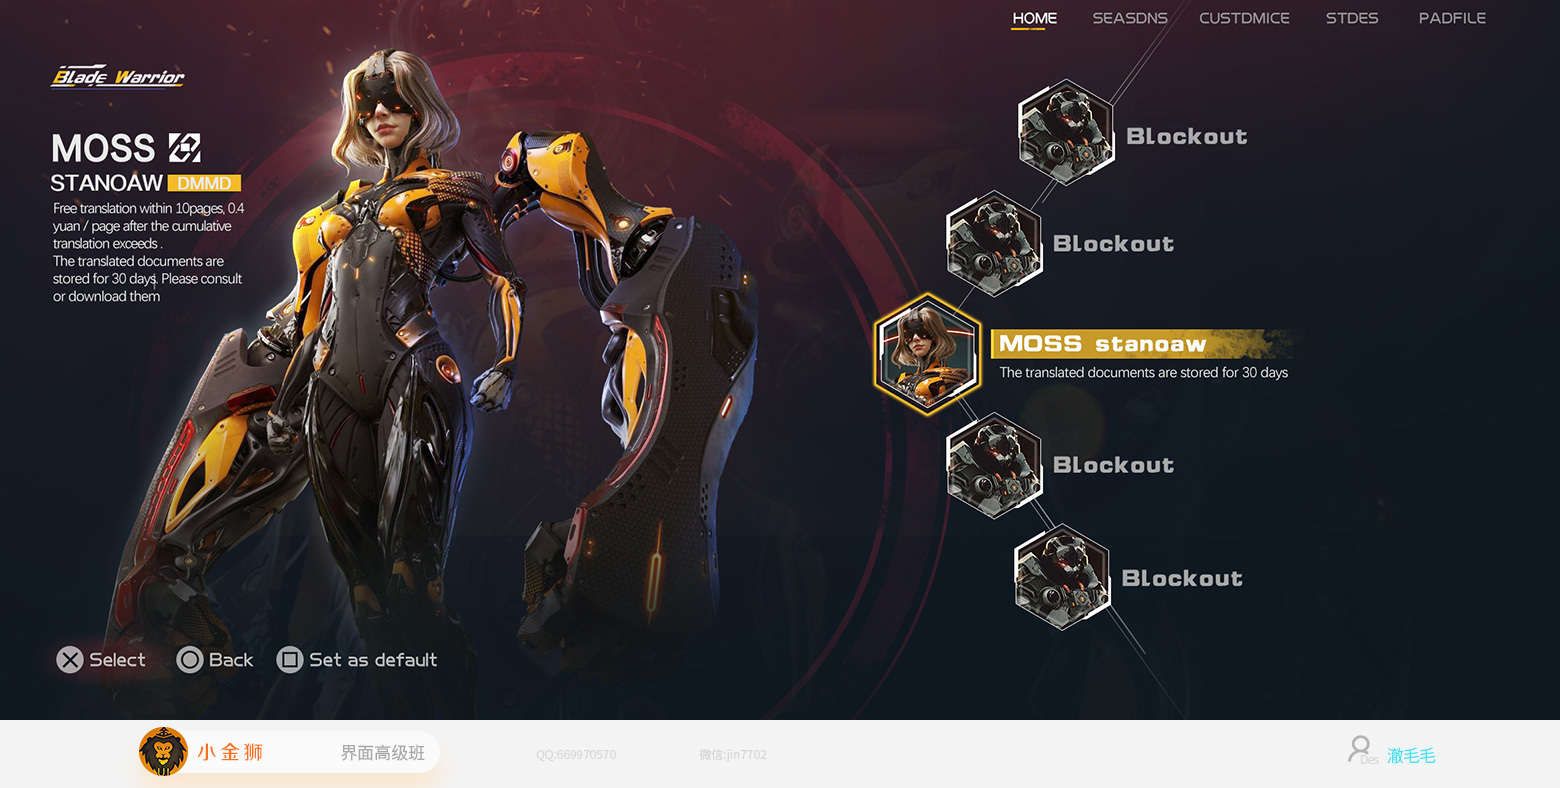 HOME SEASDNS CUSTDMICE STDES PADFILE
Blade Warrior
MOSS
STANOAW DMMD
Free translation within 10pages, 0.4
yuan / page after the cumulative
translation exceeds .
The translated documents are
stored for 30 days. Please consult
or download them
Blockout
Blockout
MOSS stanoaw
The translated documents are stored for 30 days
Blockout
Blockout
Select Back Set as default
小金狮 界面高级班 QQ:669970570 微信:jin7702 Des 澈毛毛